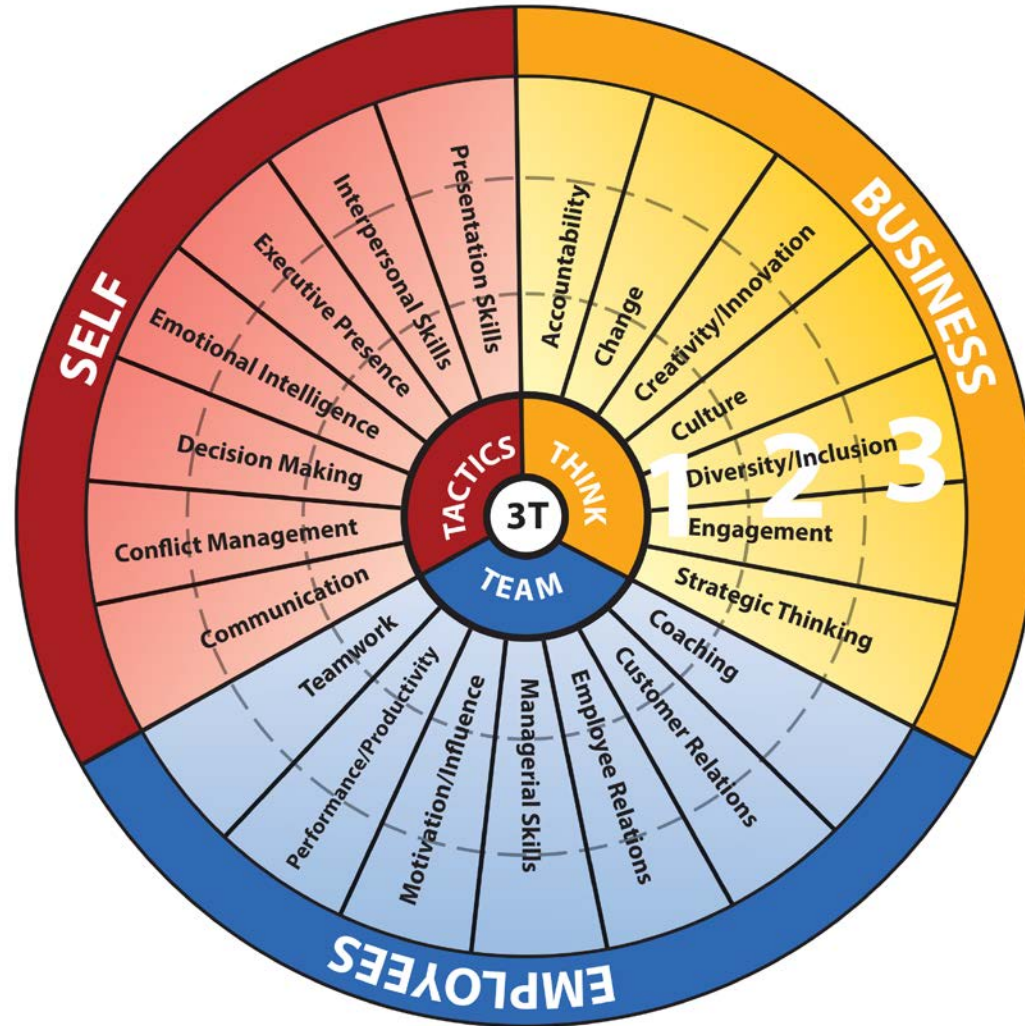 SELF
BUSINESS
EMPLOYEES
TACTICS
THINK
TEAM
3T
Presentation Skills
Interpersonal Skills
Executive Presence
Emotional Intelligence
Decision Making
Conflict Management
Communication
Accountability
Change
Creativity/Innovation
Culture
Diversity/Inclusion
Engagement
Strategic Thinking
1
2
3
Coaching
Customer Relations
Employee Relations
Managerial Skills
Motivation/Influence
Performance/Productivity
Teamwork